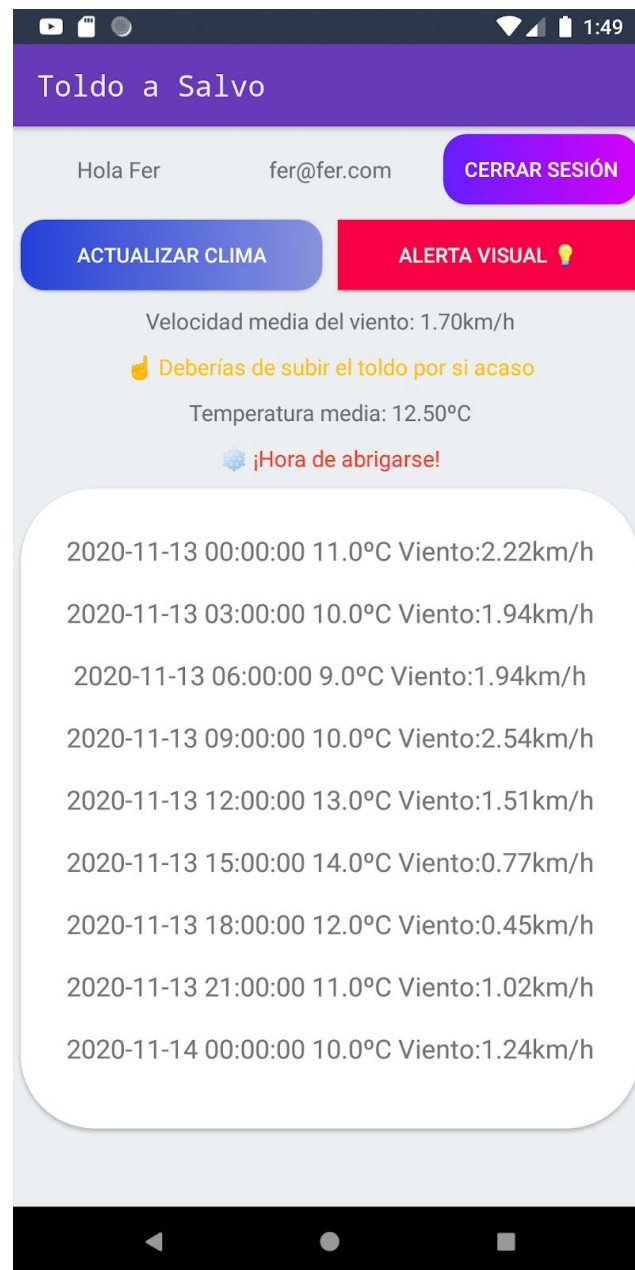 1:49
Toldo a Salvo
Hola Fer fer@fer.com CERRAR SESIÓN
ACTUALIZAR CLIMA ALERTA VISUAL 💡
Velocidad media del viento: 1.70km/h
☝ Deberías de subir el toldo por si acaso
Temperatura media: 12.50ºC
❄ ¡Hora de abrigarse!
2020-11-13 00:00:00 11.0ºC Viento:2.22km/h
2020-11-13 03:00:00 10.0ºC Viento:1.94km/h
2020-11-13 06:00:00 9.0ºC Viento:1.94km/h
2020-11-13 09:00:00 10.0ºC Viento:2.54km/h
2020-11-13 12:00:00 13.0ºC Viento:1.51km/h
2020-11-13 15:00:00 14.0ºC Viento:0.77km/h
2020-11-13 18:00:00 12.0ºC Viento:0.45km/h
2020-11-13 21:00:00 11.0ºC Viento:1.02km/h
2020-11-14 00:00:00 10.0ºC Viento:1.24km/h